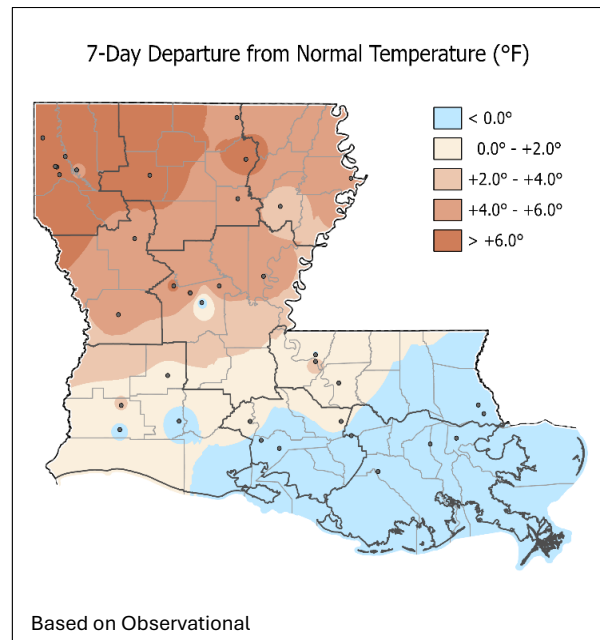 7-Day Departure from Normal Temperature (°F)
< 0.0°
0.0° - +2.0°
+2.0° - +4.0°
+4.0° - +6.0°
> +6.0°
Based on Observational